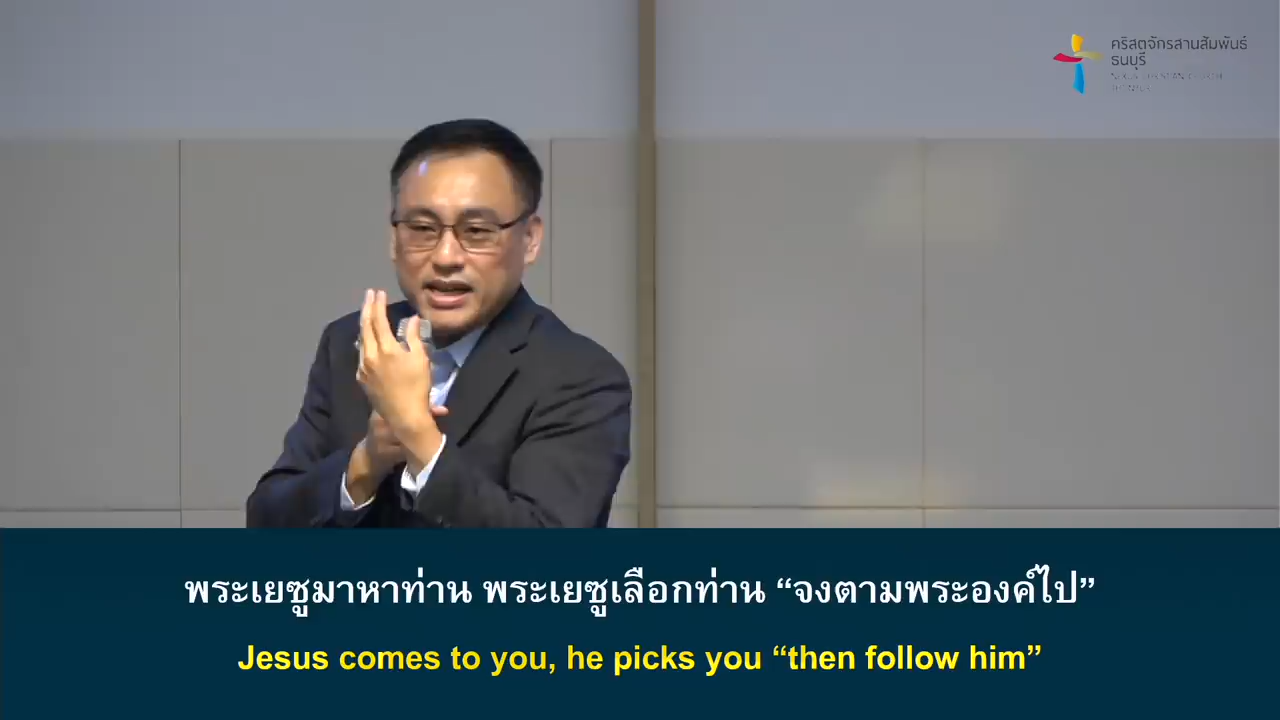 คริสตจักรสานสัมพันธ์
ธนบุรี
พระเยซูมาหาท่าน พระเยซูเลือกท่าน “จงตามพระองค์ไป”
Jesus comes to you, he picks you “then follow him”